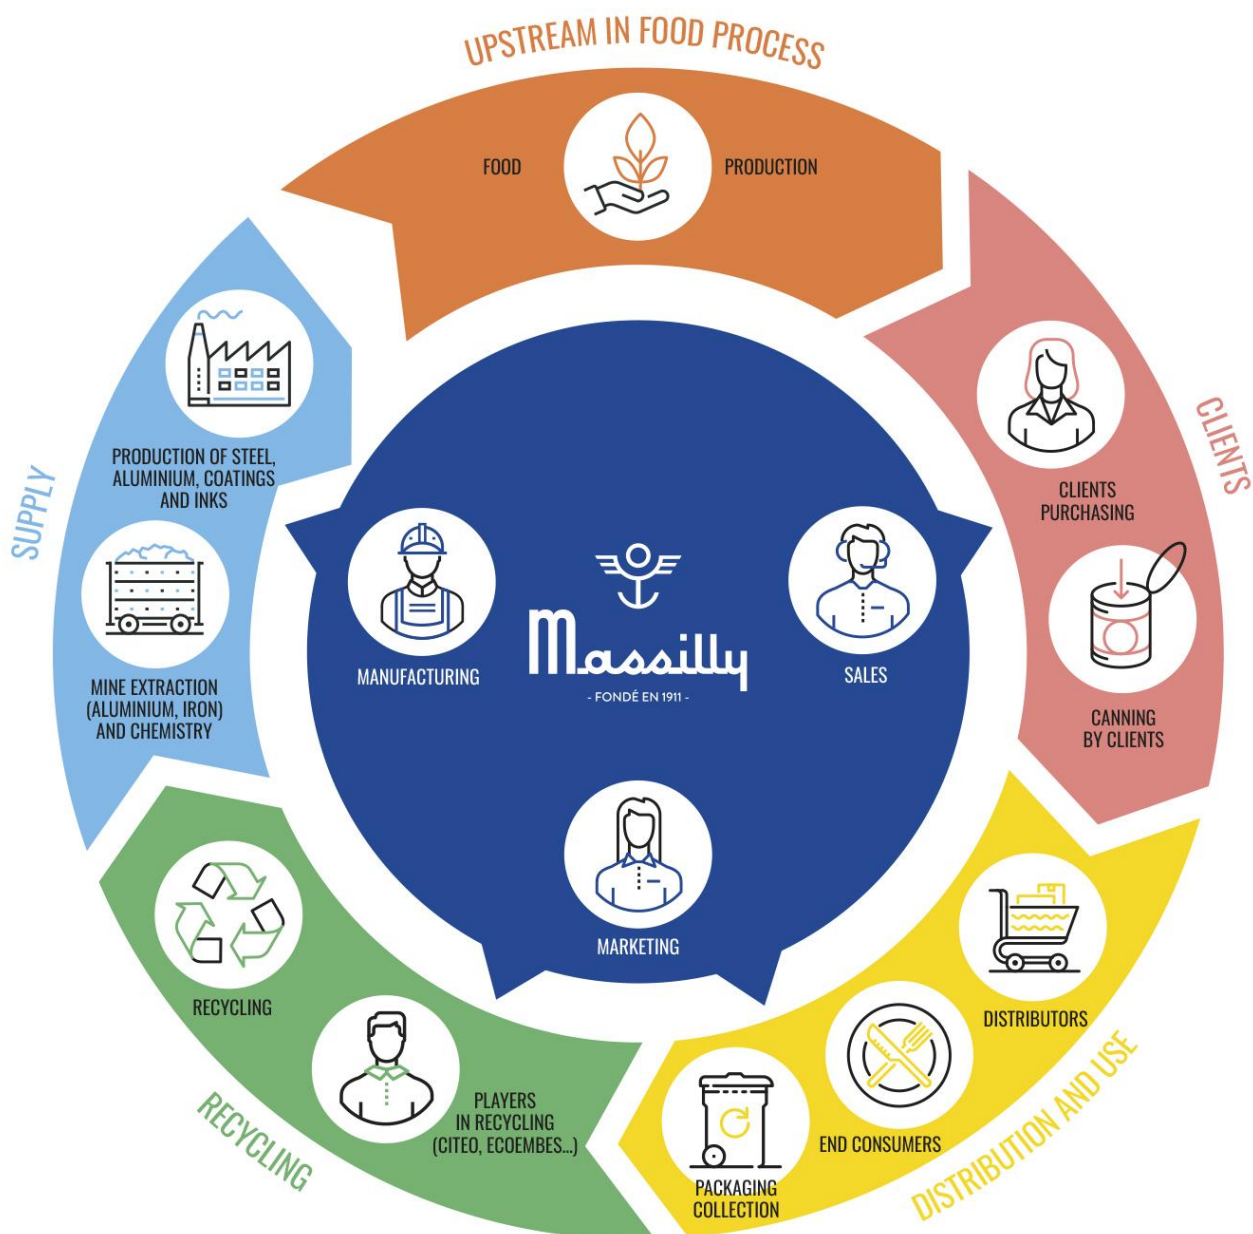 UPSTREAM IN FOOD PROCESS
FOOD
PRODUCTION
CLIENTS
CLIENTS
PURCHASING
CANNING
BY CLIENTS
DISTRIBUTION AND USE
DISTRIBUTORS
END CONSUMERS
PACKAGING
COLLECTION
RECYCLING
PLAYERS
IN RECYCLING
(CITEO, ECOEMBES...)
RECYCLING
SUPPLY
MINE EXTRACTION
(ALUMINIUM, IRON)
AND CHEMISTRY
PRODUCTION OF STEEL,
ALUMINIUM, COATINGS
AND INKS
MANUFACTURING
Massilly
- FONDÉ EN 1911 -
SALES
MARKETING